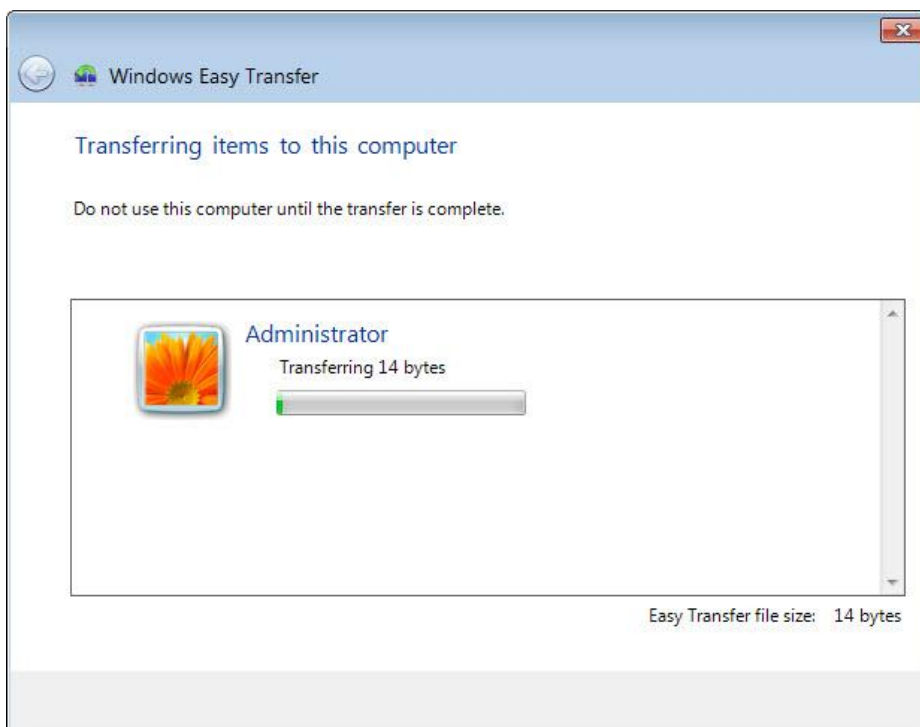 Windows Easy Transfer
Transferring items to this computer
Do not use this computer until the transfer is complete.
Administrator
Transferring 14 bytes
Easy Transfer file size: 14 bytes